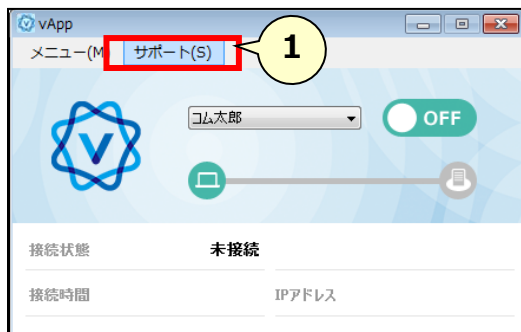 vApp
メニュー(M) サポート(S)
1
コム太郎
OFF
接続状態 未接続
接続時間 IPアドレス